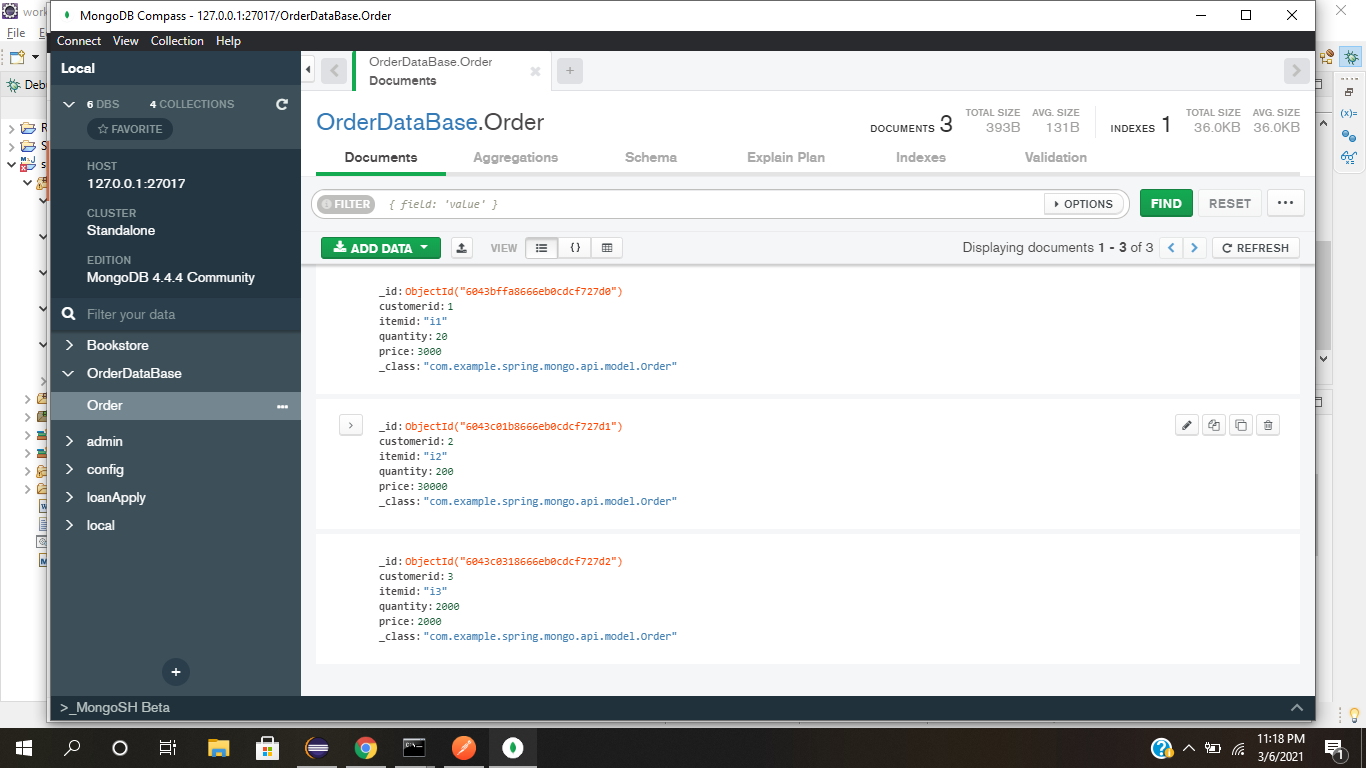 MongoDB Compass - 127.0.0.1:27017/OrderDataBase.Order
work
File E
Connect View Collection Help
Local
OrderDataBase.Order
Documents
Deb
6 DBS 4 COLLECTIONS
FAVORITE
OrderDataBase.Order
DOCUMENTS 3
TOTAL SIZE AVG. SIZE
393B 131B
INDEXES 1
TOTAL SIZE AVG. SIZE
36.0KB 36.0KB
HOST
127.0.0.1:27017
CLUSTER
Standalone
EDITION
MongoDB 4.4.4 Community
Filter your data
Bookstore
OrderDataBase
Order
admin
config
loanApply
local
Documents Aggregations Schema Explain Plan Indexes Validation
FILTER { field: 'value' } OPTIONS FIND RESET
ADD DATA VIEW {} Displaying documents 1 - 3 of 3 REFRESH
_id: ObjectId("6043bffa8666eb0cdcf727d0")
customerid: 1
itemid: "i1"
quantity: 20
price: 3000
_class: "com.example.spring.mongo.api.model.Order"
_id: ObjectId("6043c01b8666eb0cdcf727d1")
customerid: 2
itemid: "i2"
quantity: 200
price: 30000
_class: "com.example.spring.mongo.api.model.Order"
_id: ObjectId("6043c0318666eb0cdcf727d2")
customerid: 3
itemid: "i3"
quantity: 2000
price: 2000
_class: "com.example.spring.mongo.api.model.Order"
>_MongoSH Beta
11:18 PM
3/6/2021
1